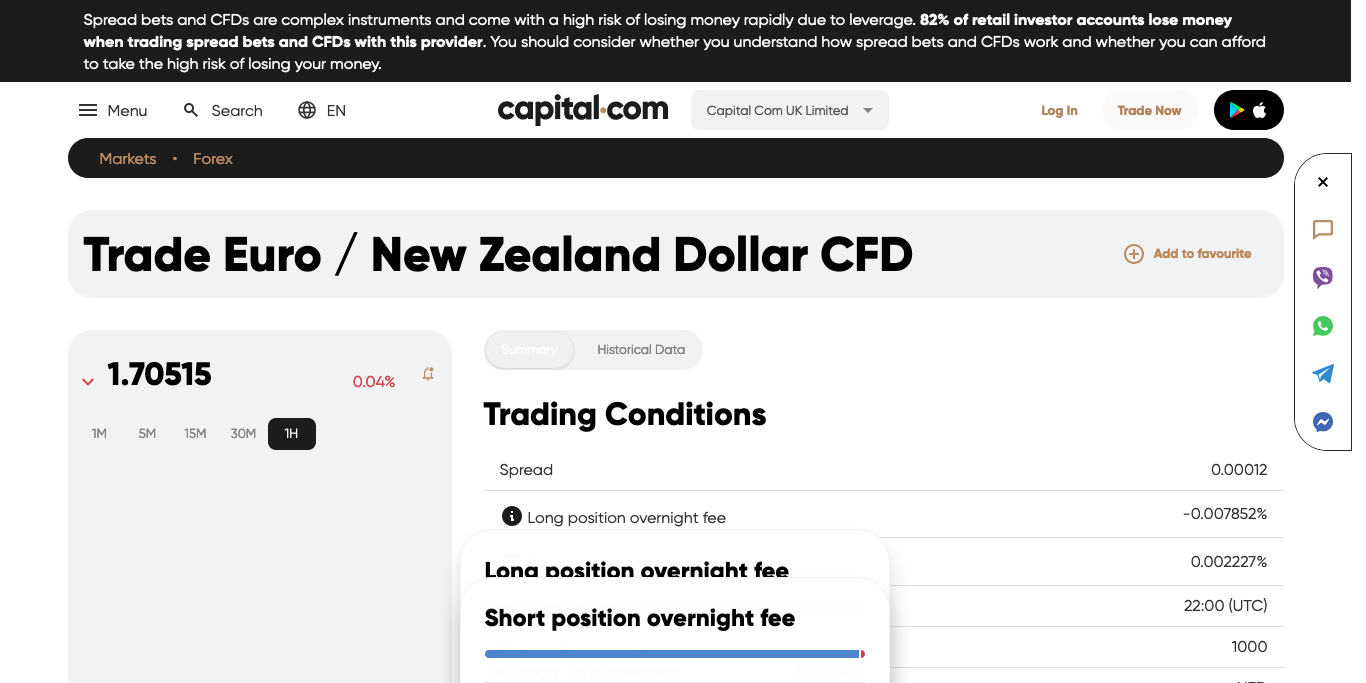 Spread bets and CFDs are complex instruments and come with a high risk of losing money rapidly due to leverage. 82% of retail investor accounts lose money
when trading spread bets and CFDs with this provider. You should consider whether you understand how spread bets and CFDs work and whether you can afford
to take the high risk of losing your money.
Menu Search EN capital.com Capital Com UK Limited Log In Trade Now
Markets • Forex
Trade Euro / New Zealand Dollar CFD Add to favourite
1.70515 0.04%
1M 5M 15M 30M 1H
Summary Historical Data
Trading Conditions
Spread 0.00012
Long position overnight fee -0.007852%
0.002227%
22:00 (UTC)
1000
Long position overnight fee
Short position overnight fee